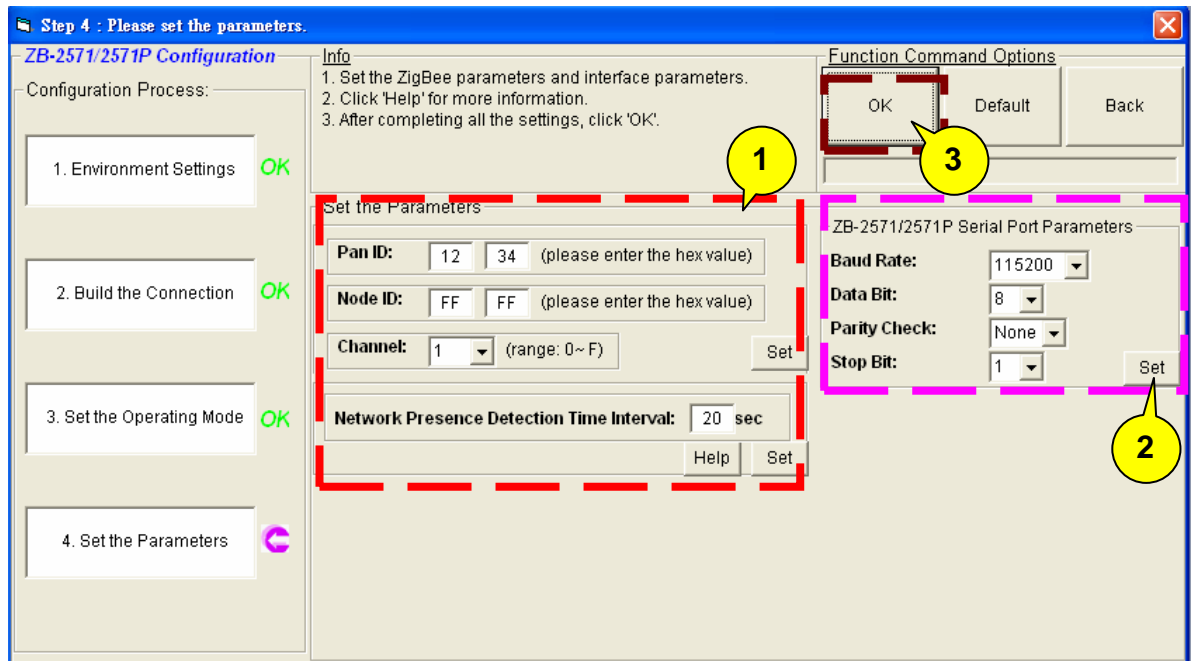 Step 4 : Please set the parameters.
ZB-2571/2571P Configuration
Configuration Process:
1. Environment Settings OK
2. Build the Connection OK
3. Set the Operating Mode OK
4. Set the Parameters
Info
1. Set the ZigBee parameters and interface parameters.
2. Click 'Help' for more information.
3. After completing all the settings, click 'OK'.
Function Command Options
OK Default Back
1
3
Set the Parameters
Pan ID: 12 34 (please enter the hex value)
Node ID: FF FF (please enter the hex value)
Channel: 1 (range: 0~ F) Set
Network Presence Detection Time Interval: 20 sec
Help Set
ZB-2571/2571P Serial Port Parameters
Baud Rate: 115200
Data Bit: 8
Parity Check: None
Stop Bit: 1 Set
2